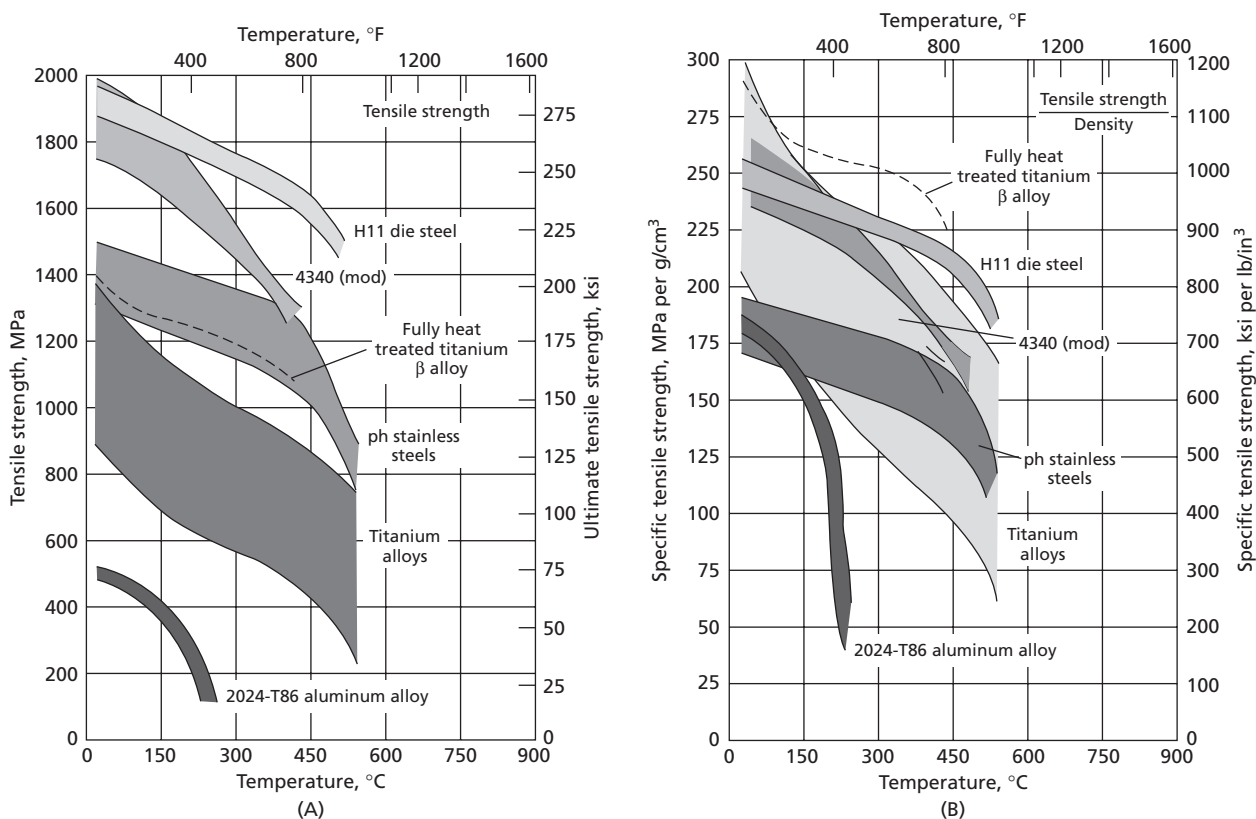 Temperature, °F
400
800
1200
1600
2000
1800
1600
1400
1200
1000
800
600
400
200
0
Tensile strength, MPa
Tensile strength
H11 die steel
4340 (mod)
Fully heat
treated titanium
β alloy
ph stainless
steels
Titanium
alloys
2024-T86 aluminum alloy
275
250
225
200
175
150
125
100
75
50
25
0
Ultimate tensile strength, ksi
0
150
300
450
600
750
900
Temperature, °C
(A)
Temperature, °F
400
800
1200
1600
300
275
250
225
200
175
150
125
100
75
50
25
0
Specific tensile strength, MPa per g/cm³
Tensile strength
Density
Fully heat
treated titanium
β alloy
H11 die steel
4340 (mod)
ph stainless
steels
Titanium
alloys
2024-T86 aluminum alloy
1200
1100
1000
900
800
700
600
500
400
300
200
100
0
Specific tensile strength, ksi per lb/in³
0
150
300
450
600
750
900
Temperature, °C
(B)